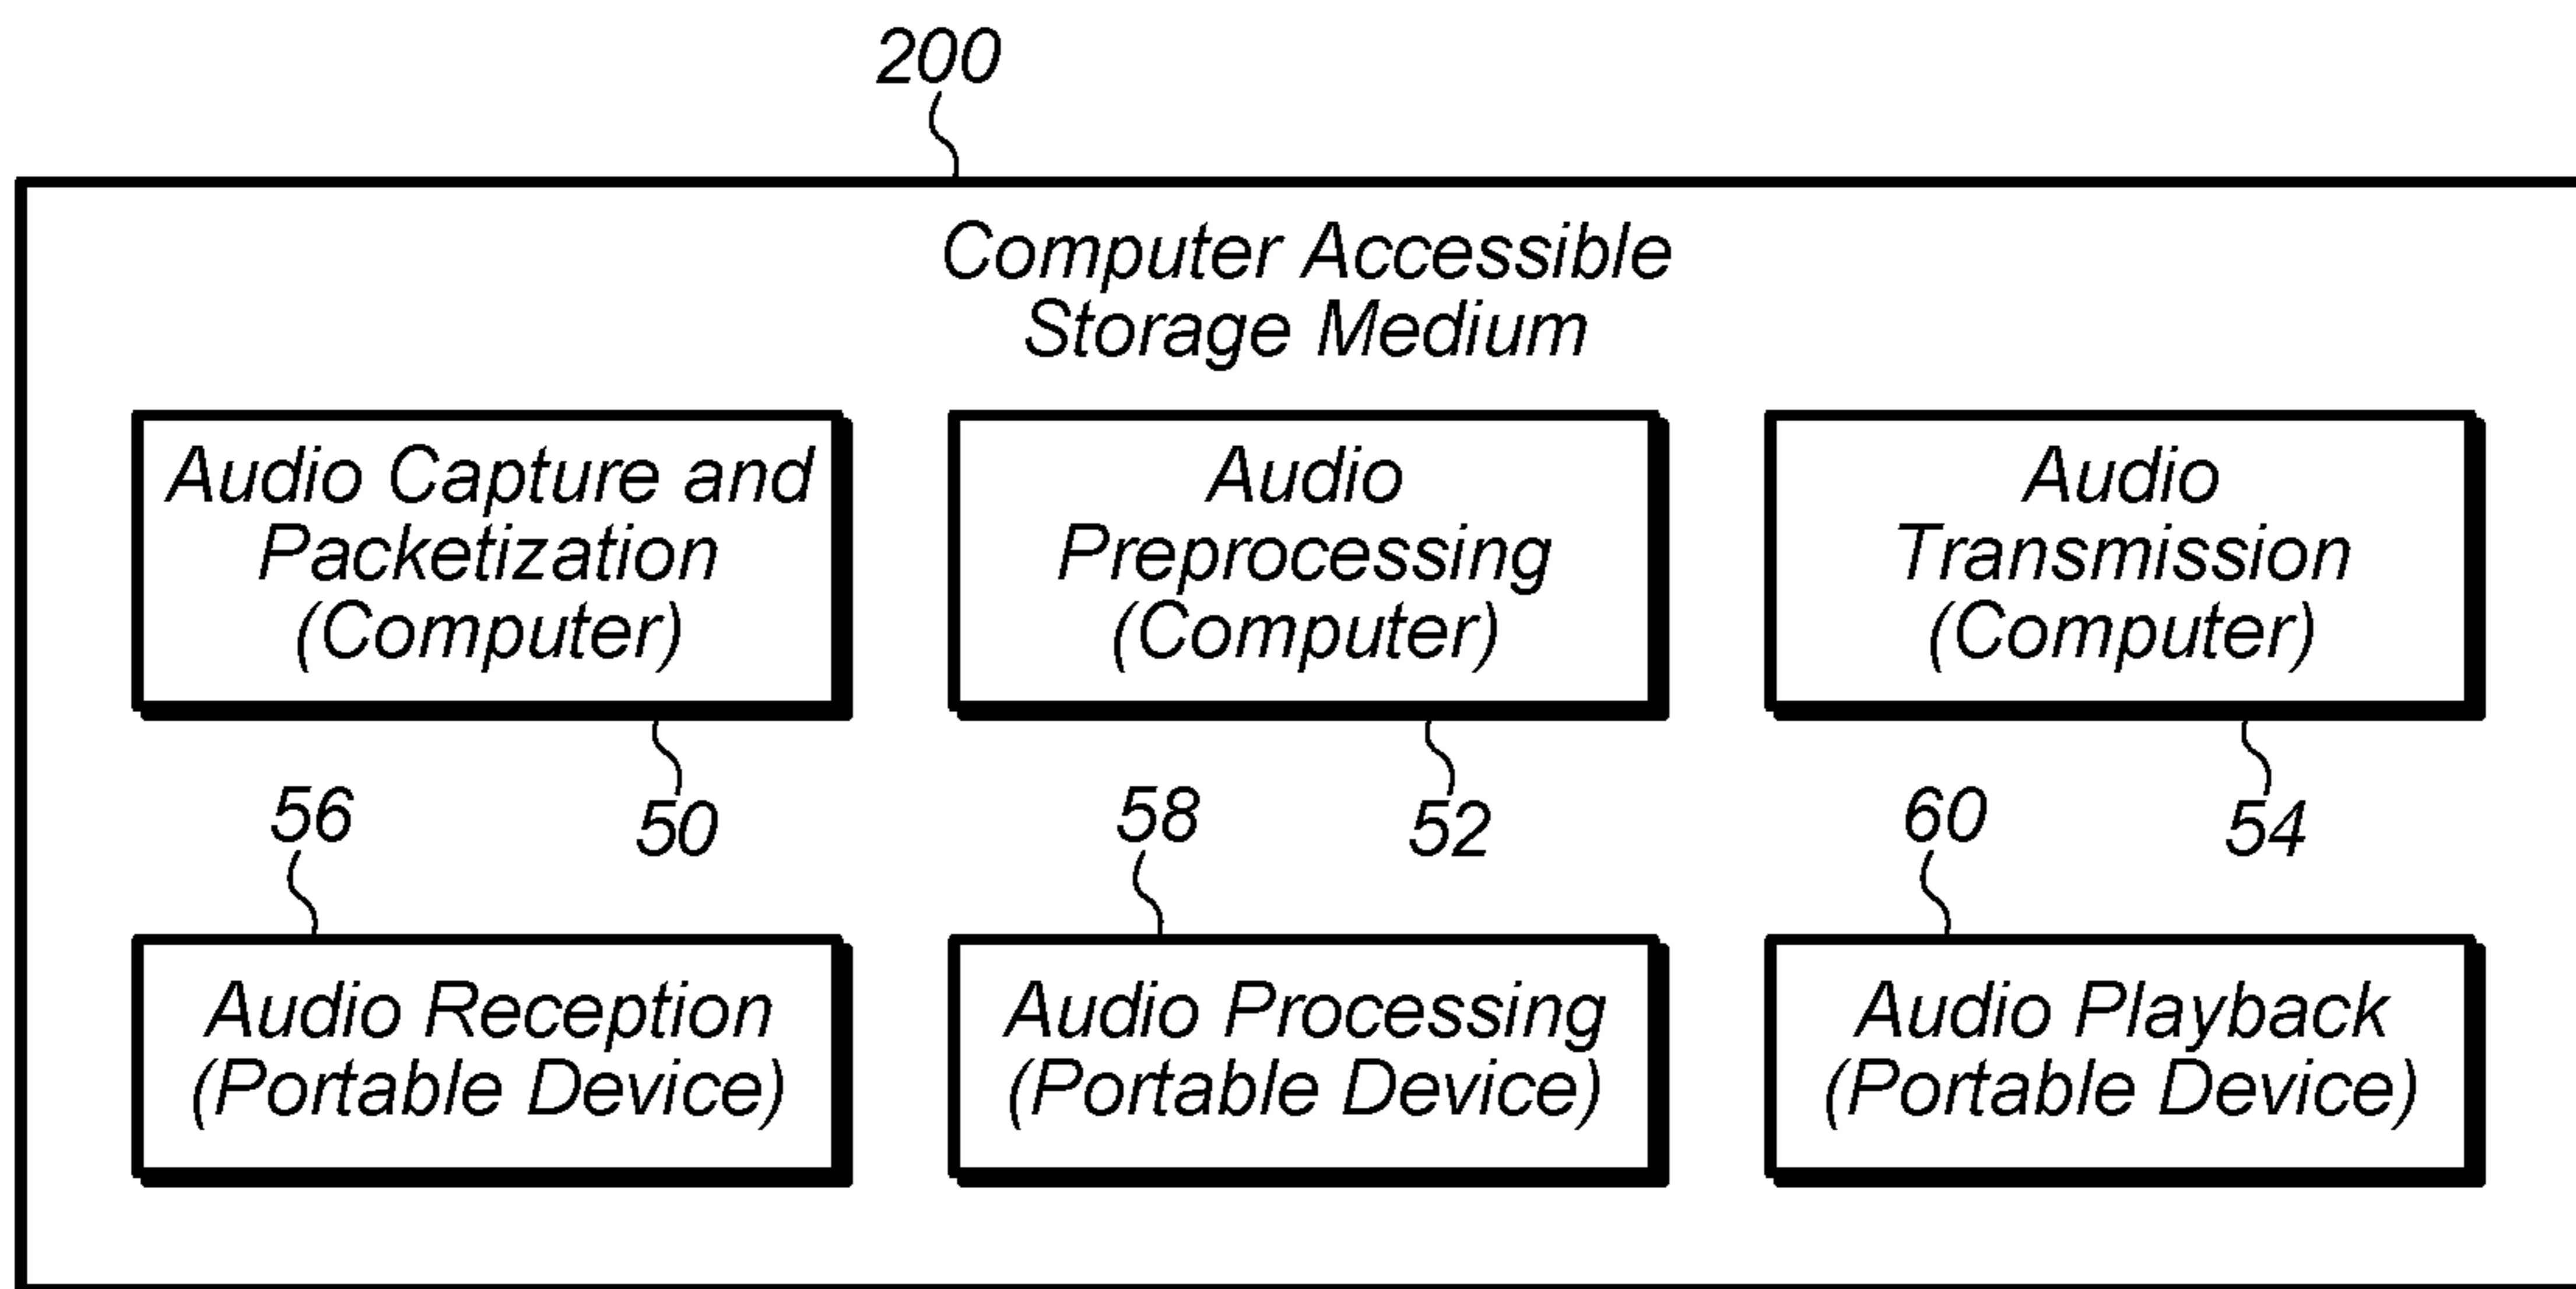 200
Computer Accessible
Storage Medium
Audio Capture and
Packetization
(Computer)
Audio
Preprocessing
(Computer)
Audio
Transmission
(Computer)
50
52
54
56
58
60
Audio Reception
(Portable Device)
Audio Processing
(Portable Device)
Audio Playback
(Portable Device)